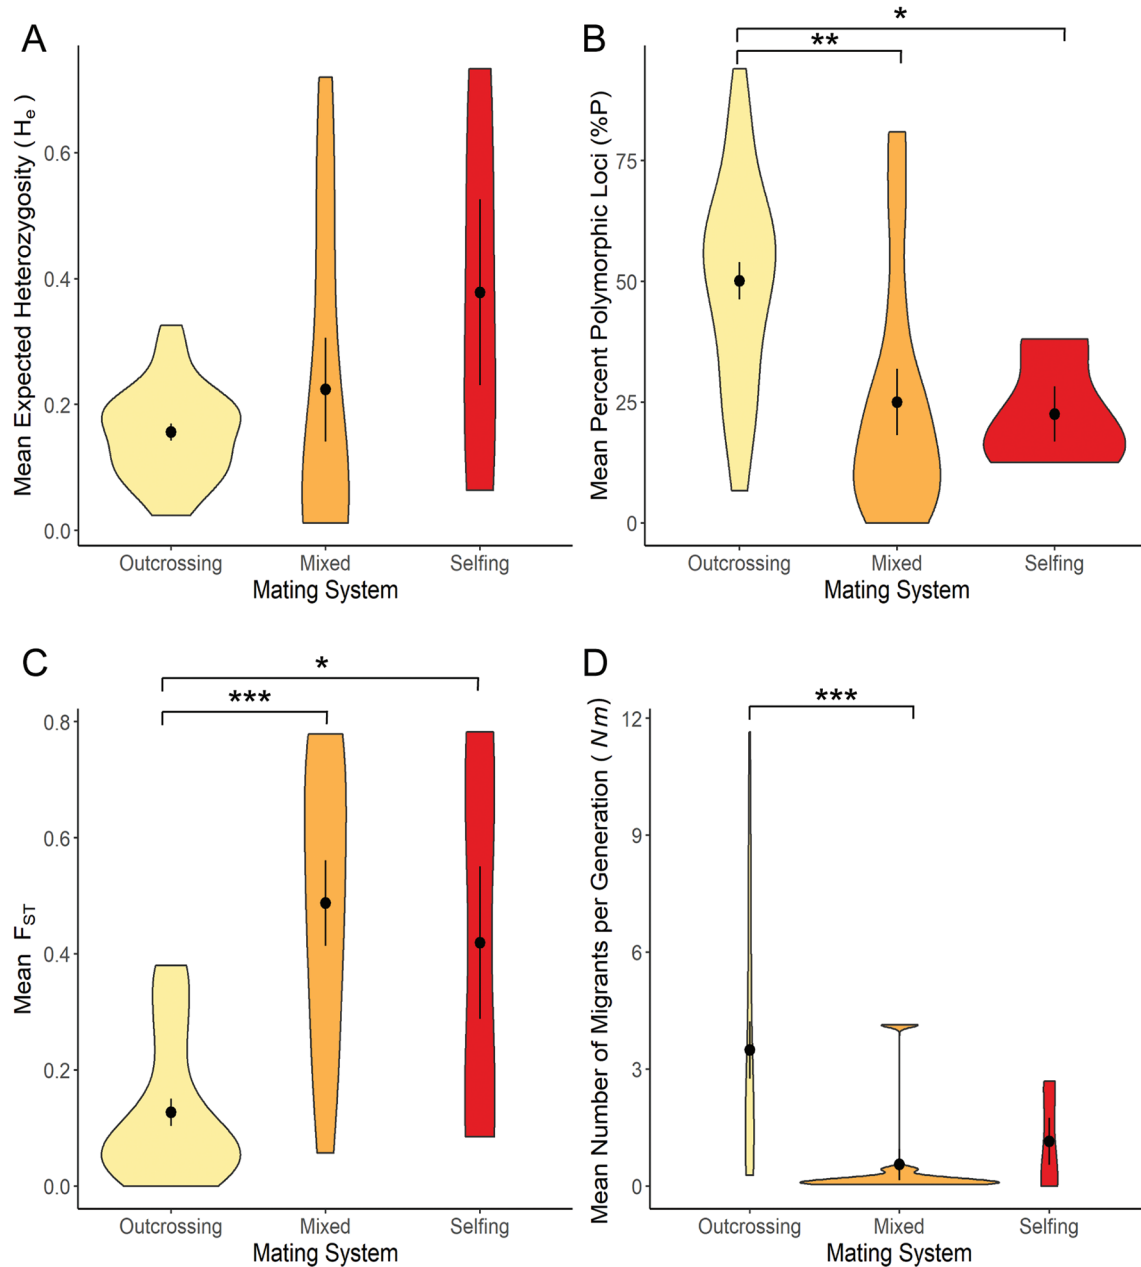 A
Mean Expected Heterozygosity (He)
0.6
0.4
0.2
0.0
Outcrossing Mixed Selfing
Mating System
B
*
**
Mean Percent Polymorphic Loci (%P)
75
50
25
0
Outcrossing Mixed Selfing
Mating System
C
*
***
Mean FST
0.8
0.6
0.4
0.2
0.0
Outcrossing Mixed Selfing
Mating System
D
***
Mean Number of Migrants per Generation (Nm)
12
9
6
3
0
Outcrossing Mixed Selfing
Mating System